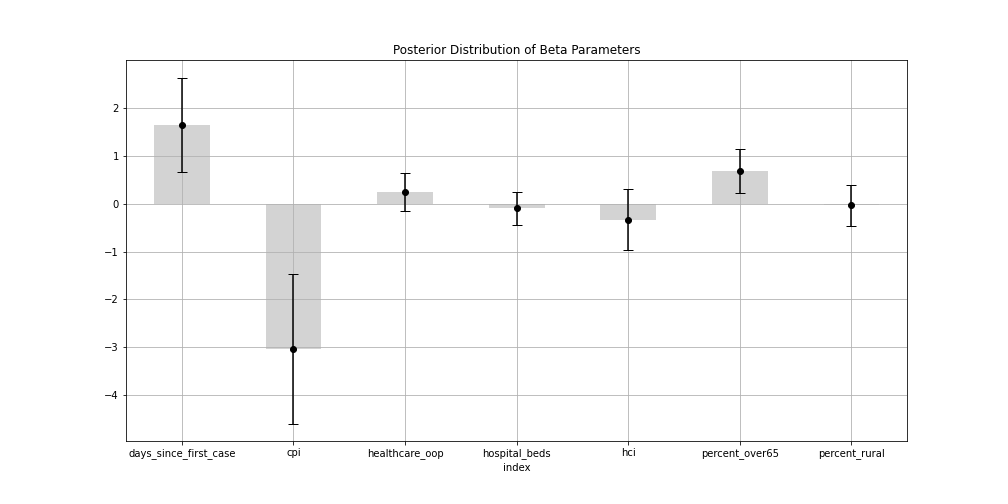 Posterior Distribution of Beta Parameters
2
1
0
−1
−2
−3
−4
days_since_first_case cpi healthcare_oop hospital_beds hci percent_over65 percent_rural
index